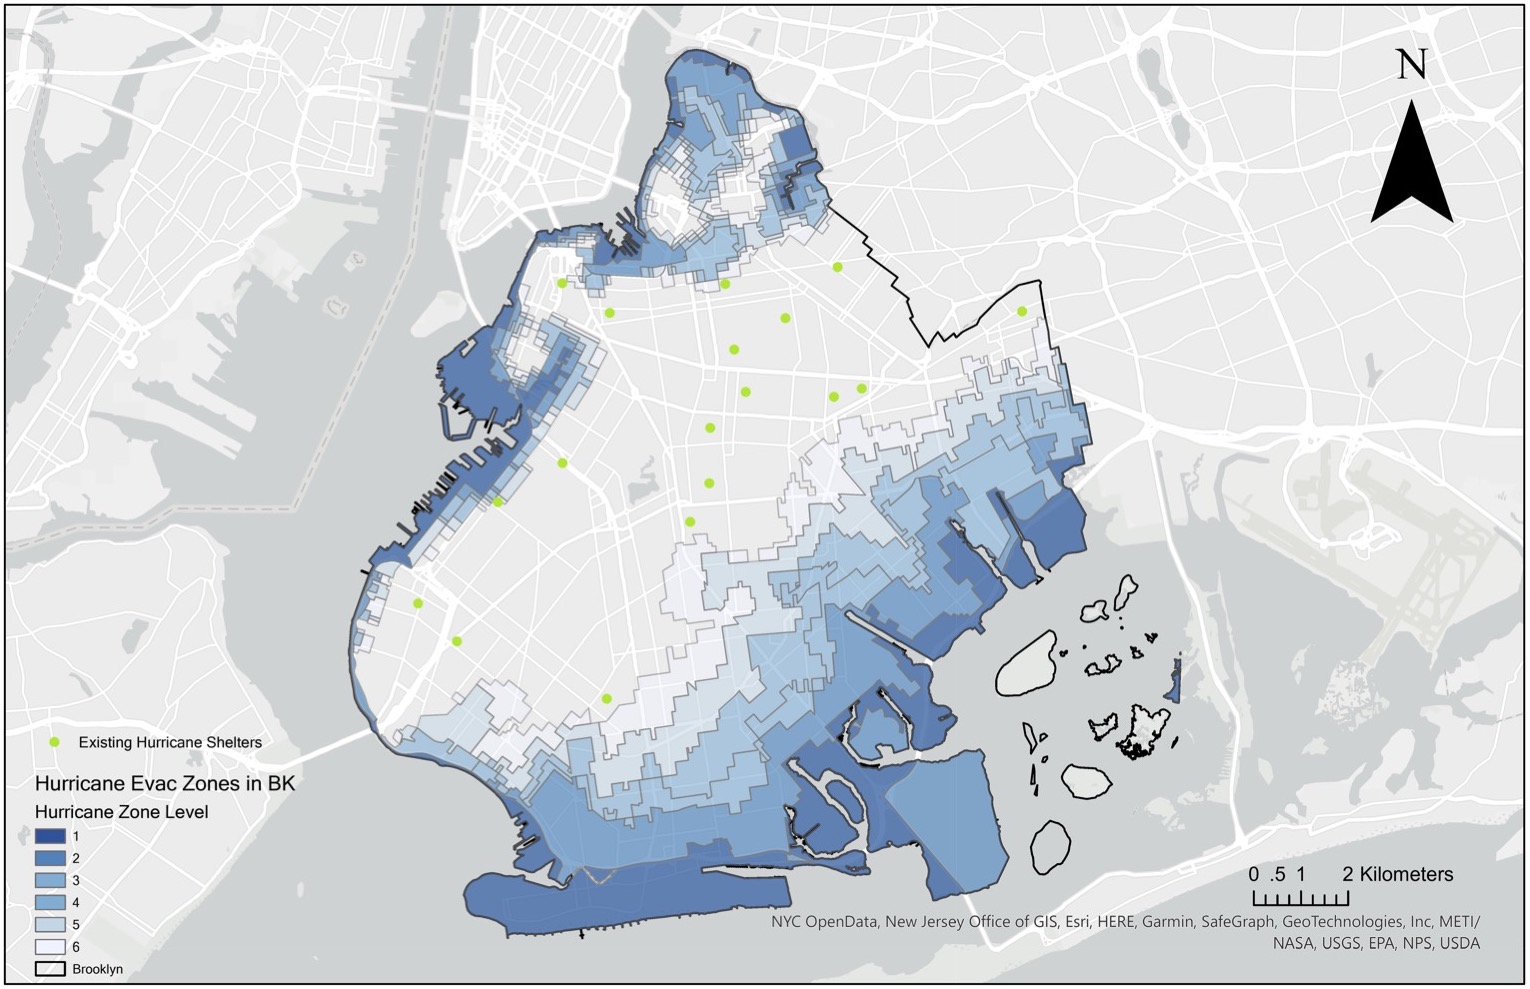 N
Existing Hurricane Shelters
Hurricane Evac Zones in BK
Hurricane Zone Level
1
2
3
4
5
6
Brooklyn
0 .5 1 2 Kilometers
NYC OpenData, New Jersey Office of GIS, Esri, HERE, Garmin, SafeGraph, GeoTechnologies, Inc, METI/
NASA, USGS, EPA, NPS, USDA